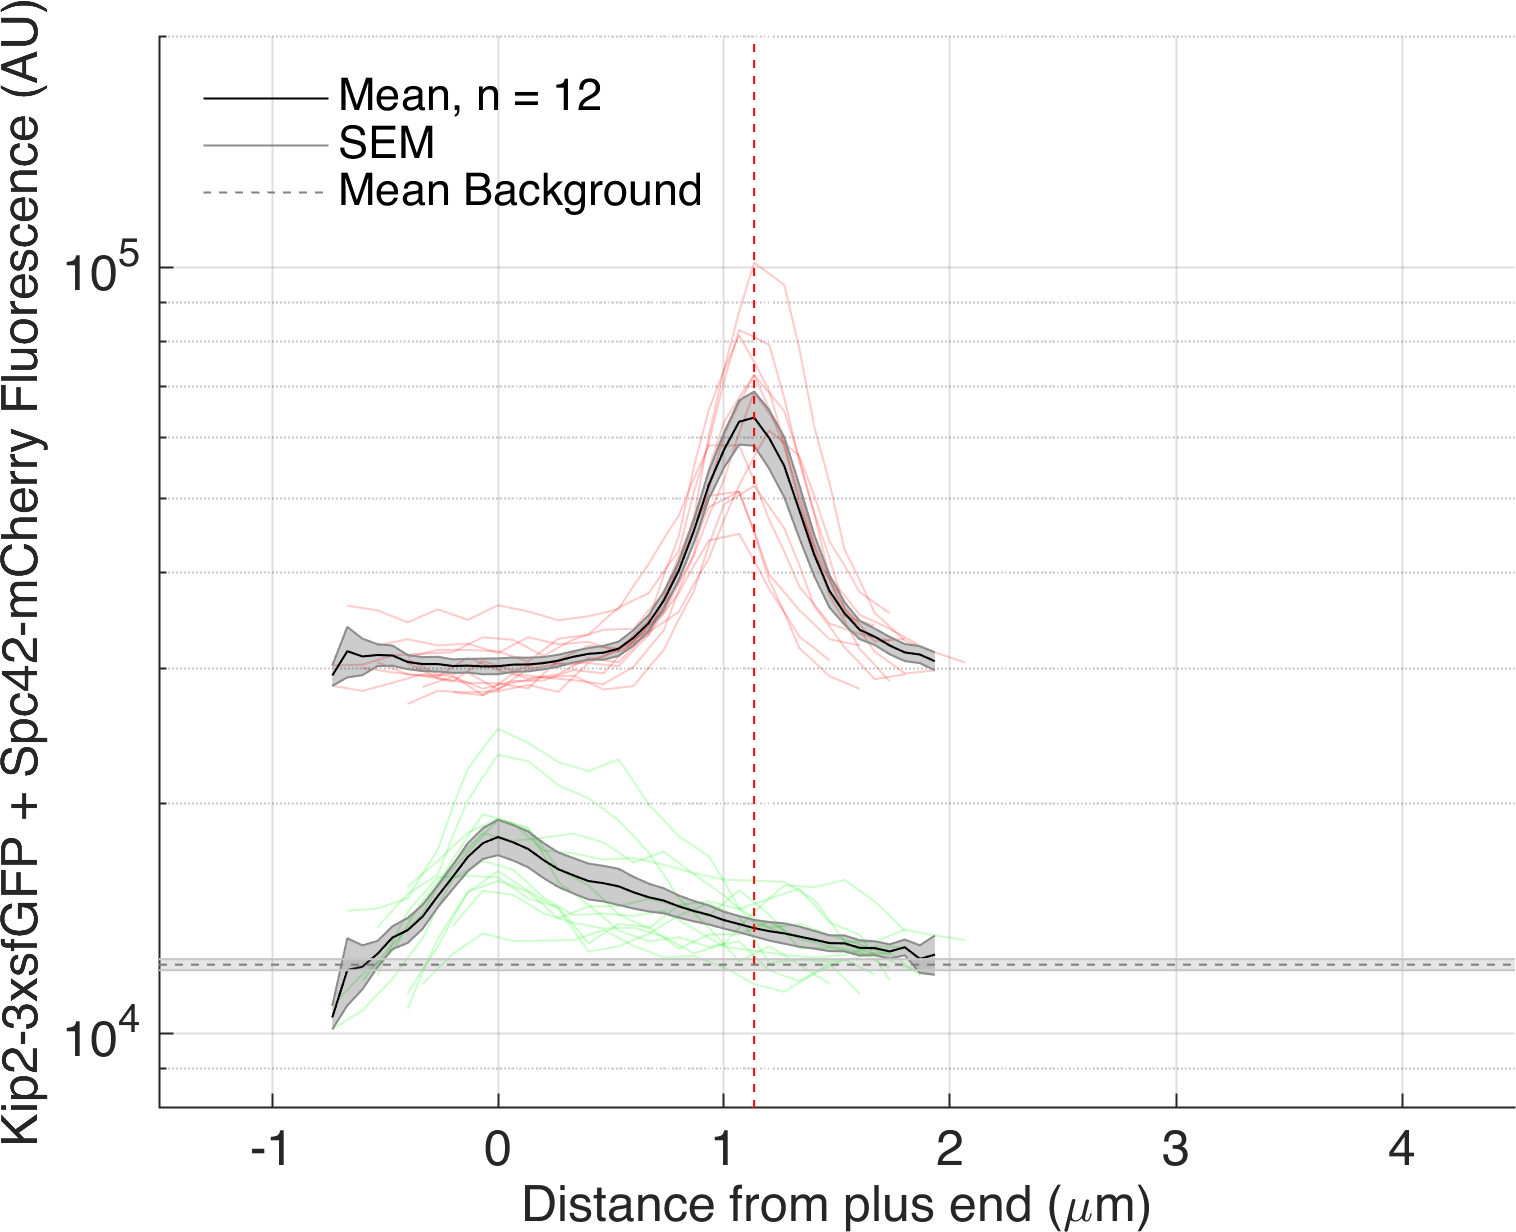 Kip2-3xsfGFP + Spc42-mCherry Fluorescence (AU)
Mean, n = 12
SEM
Mean Background
10^5
10^4
-1 0 1 2 3 4
Distance from plus end (μm)